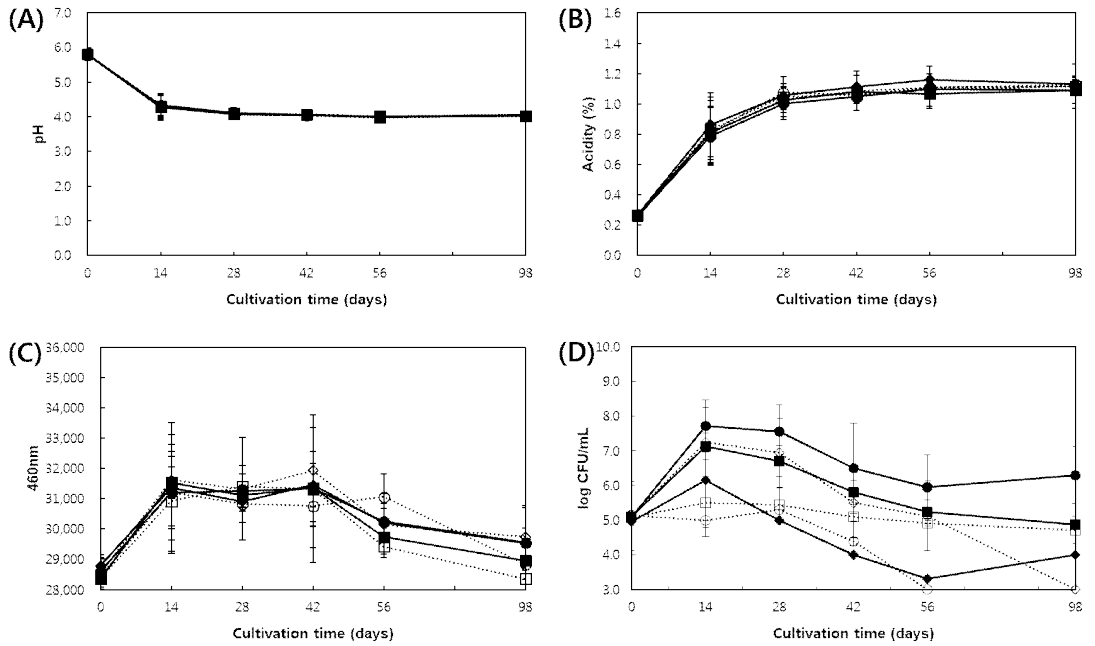 (A)
7.0
6.0
5.0
4.0
3.0
2.0
1.0
0.0
pH
0 14 28 42 56 98
Cultivation time (days)
(B)
1.6
1.4
1.2
1.0
0.8
0.6
0.4
0.2
0.0
Acidity (%)
0 14 28 42 56 98
Cultivation time (days)
(C)
36,000
35,000
34,000
33,000
32,000
31,000
30,000
29,000
28,000
460nm
0 14 28 42 56 98
Cultivation time (days)
(D)
10.0
9.0
8.0
7.0
6.0
5.0
4.0
3.0
log CFU/mL
0 14 28 42 56 98
Cultivation time (days)